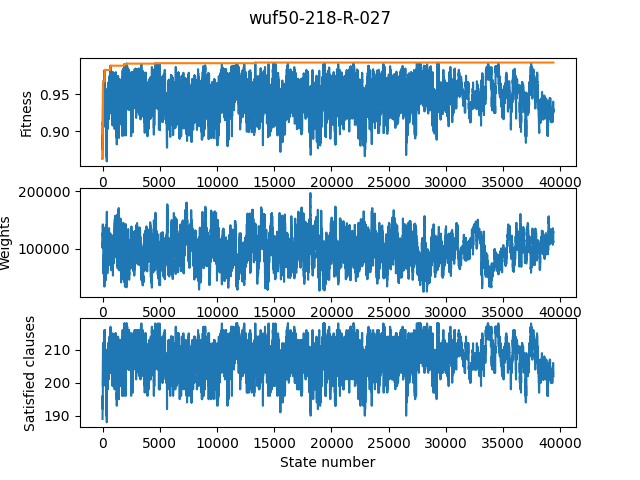 wuf50-218-R-027
Fitness
0.95
0.90
0 5000 10000 15000 20000 25000 30000 35000 40000
Weights
200000
100000
0 5000 10000 15000 20000 25000 30000 35000 40000
Satisfied clauses
210
200
190
0 5000 10000 15000 20000 25000 30000 35000 40000
State number